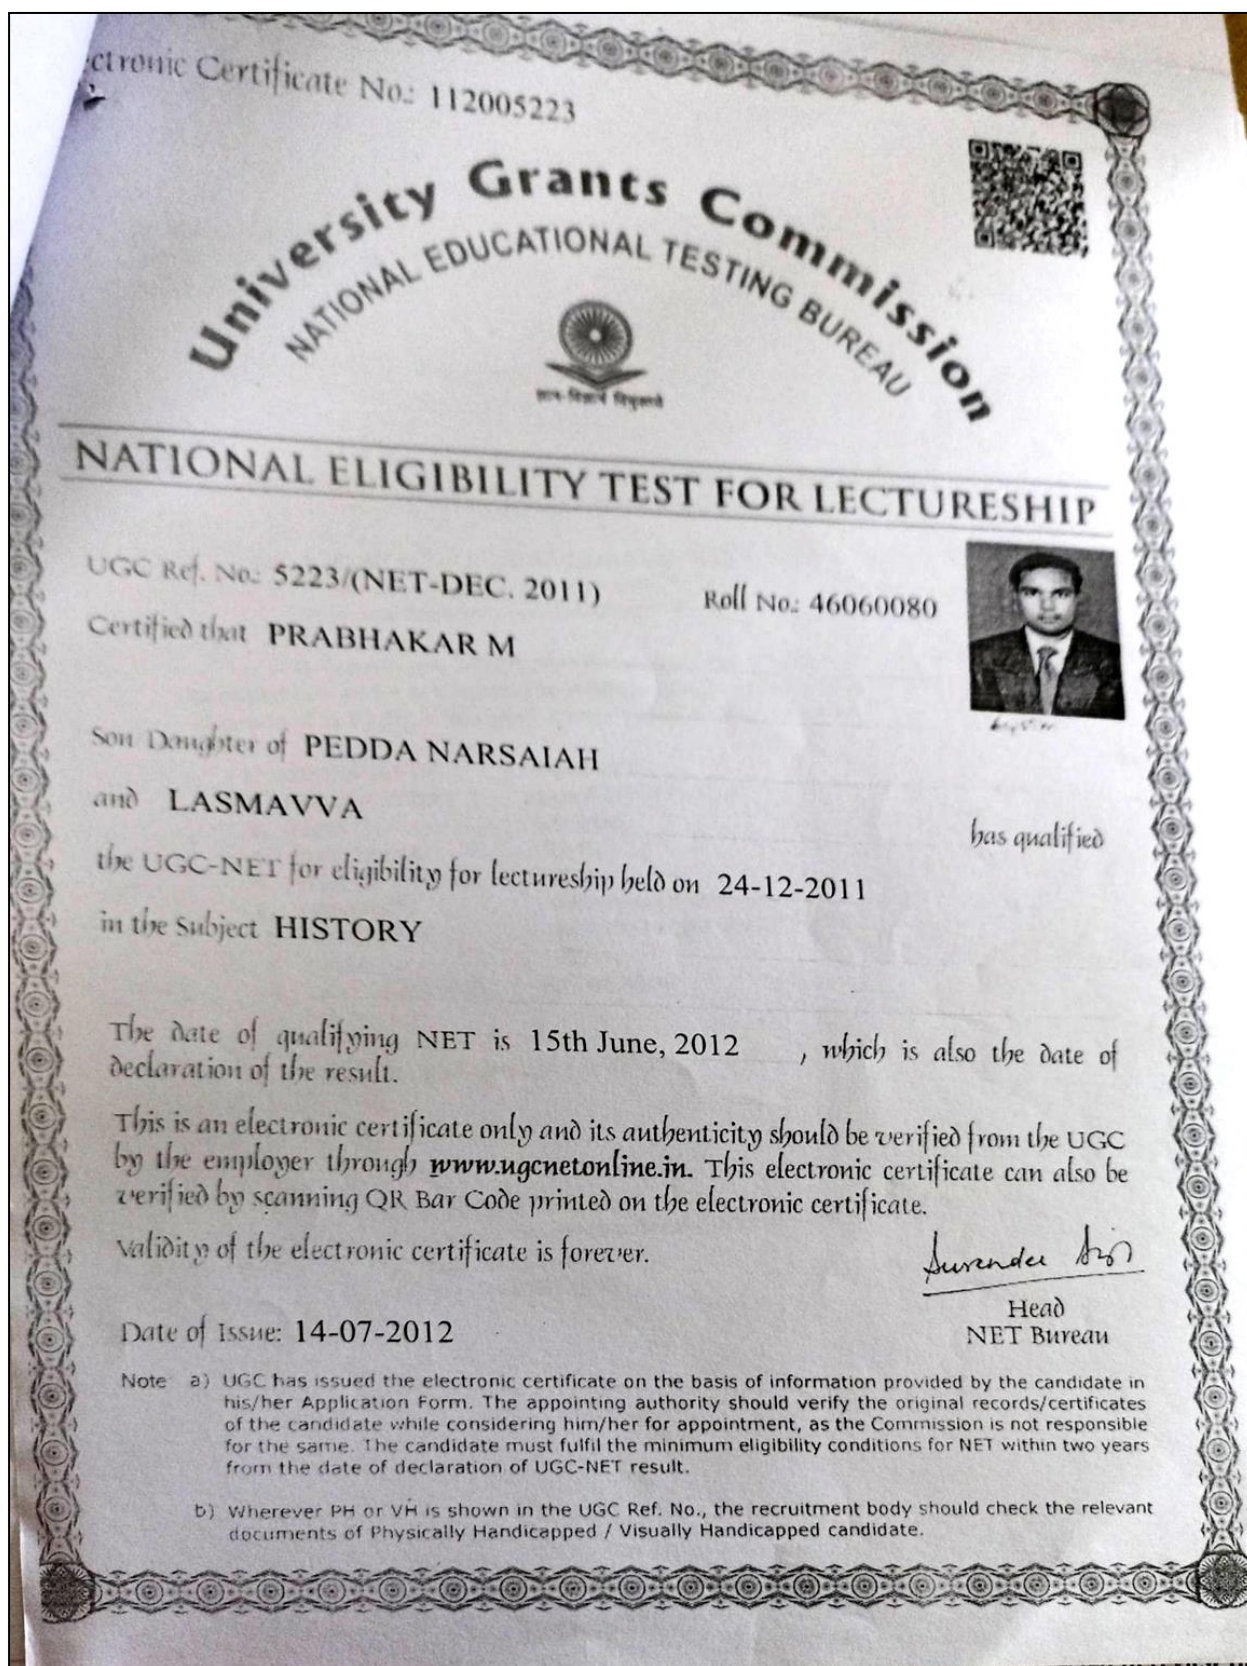 ctronic Certificate No.: 112005223
University Grants Commission
NATIONAL EDUCATIONAL TESTING BUREAU
ज्ञान-विज्ञानं विमुक्तये
NATIONAL ELIGIBILITY TEST FOR LECTURESHIP
UGC Ref. No.: 5223/(NET-DEC. 2011) Roll No.: 46060080
Certified that PRABHAKAR M
Son Daughter of PEDDA NARSAIAH
and LASMAVVA
has qualified
the UGC-NET for eligibility for lectureship held on 24-12-2011
in the Subject HISTORY
The date of qualifying NET is 15th June, 2012 , which is also the date of
declaration of the result.
This is an electronic certificate only and its authenticity should be verified from the UGC
by the employer through www.ugcnetonline.in. This electronic certificate can also be
verified by scanning QR Bar Code printed on the electronic certificate.
Validity of the electronic certificate is forever.
Surender
Head
NET Bureau
Date of Issue: 14-07-2012
Note a) UGC has issued the electronic certificate on the basis of information provided by the candidate in
his/her Application Form. The appointing authority should verify the original records/certificates
of the candidate while considering him/her for appointment, as the Commission is not responsible
for the same. The candidate must fulfil the minimum eligibility conditions for NET within two years
from the date of declaration of UGC-NET result.
b) Wherever PH or VH is shown in the UGC Ref. No., the recruitment body should check the relevant
documents of Physically Handicapped / Visually Handicapped candidate.